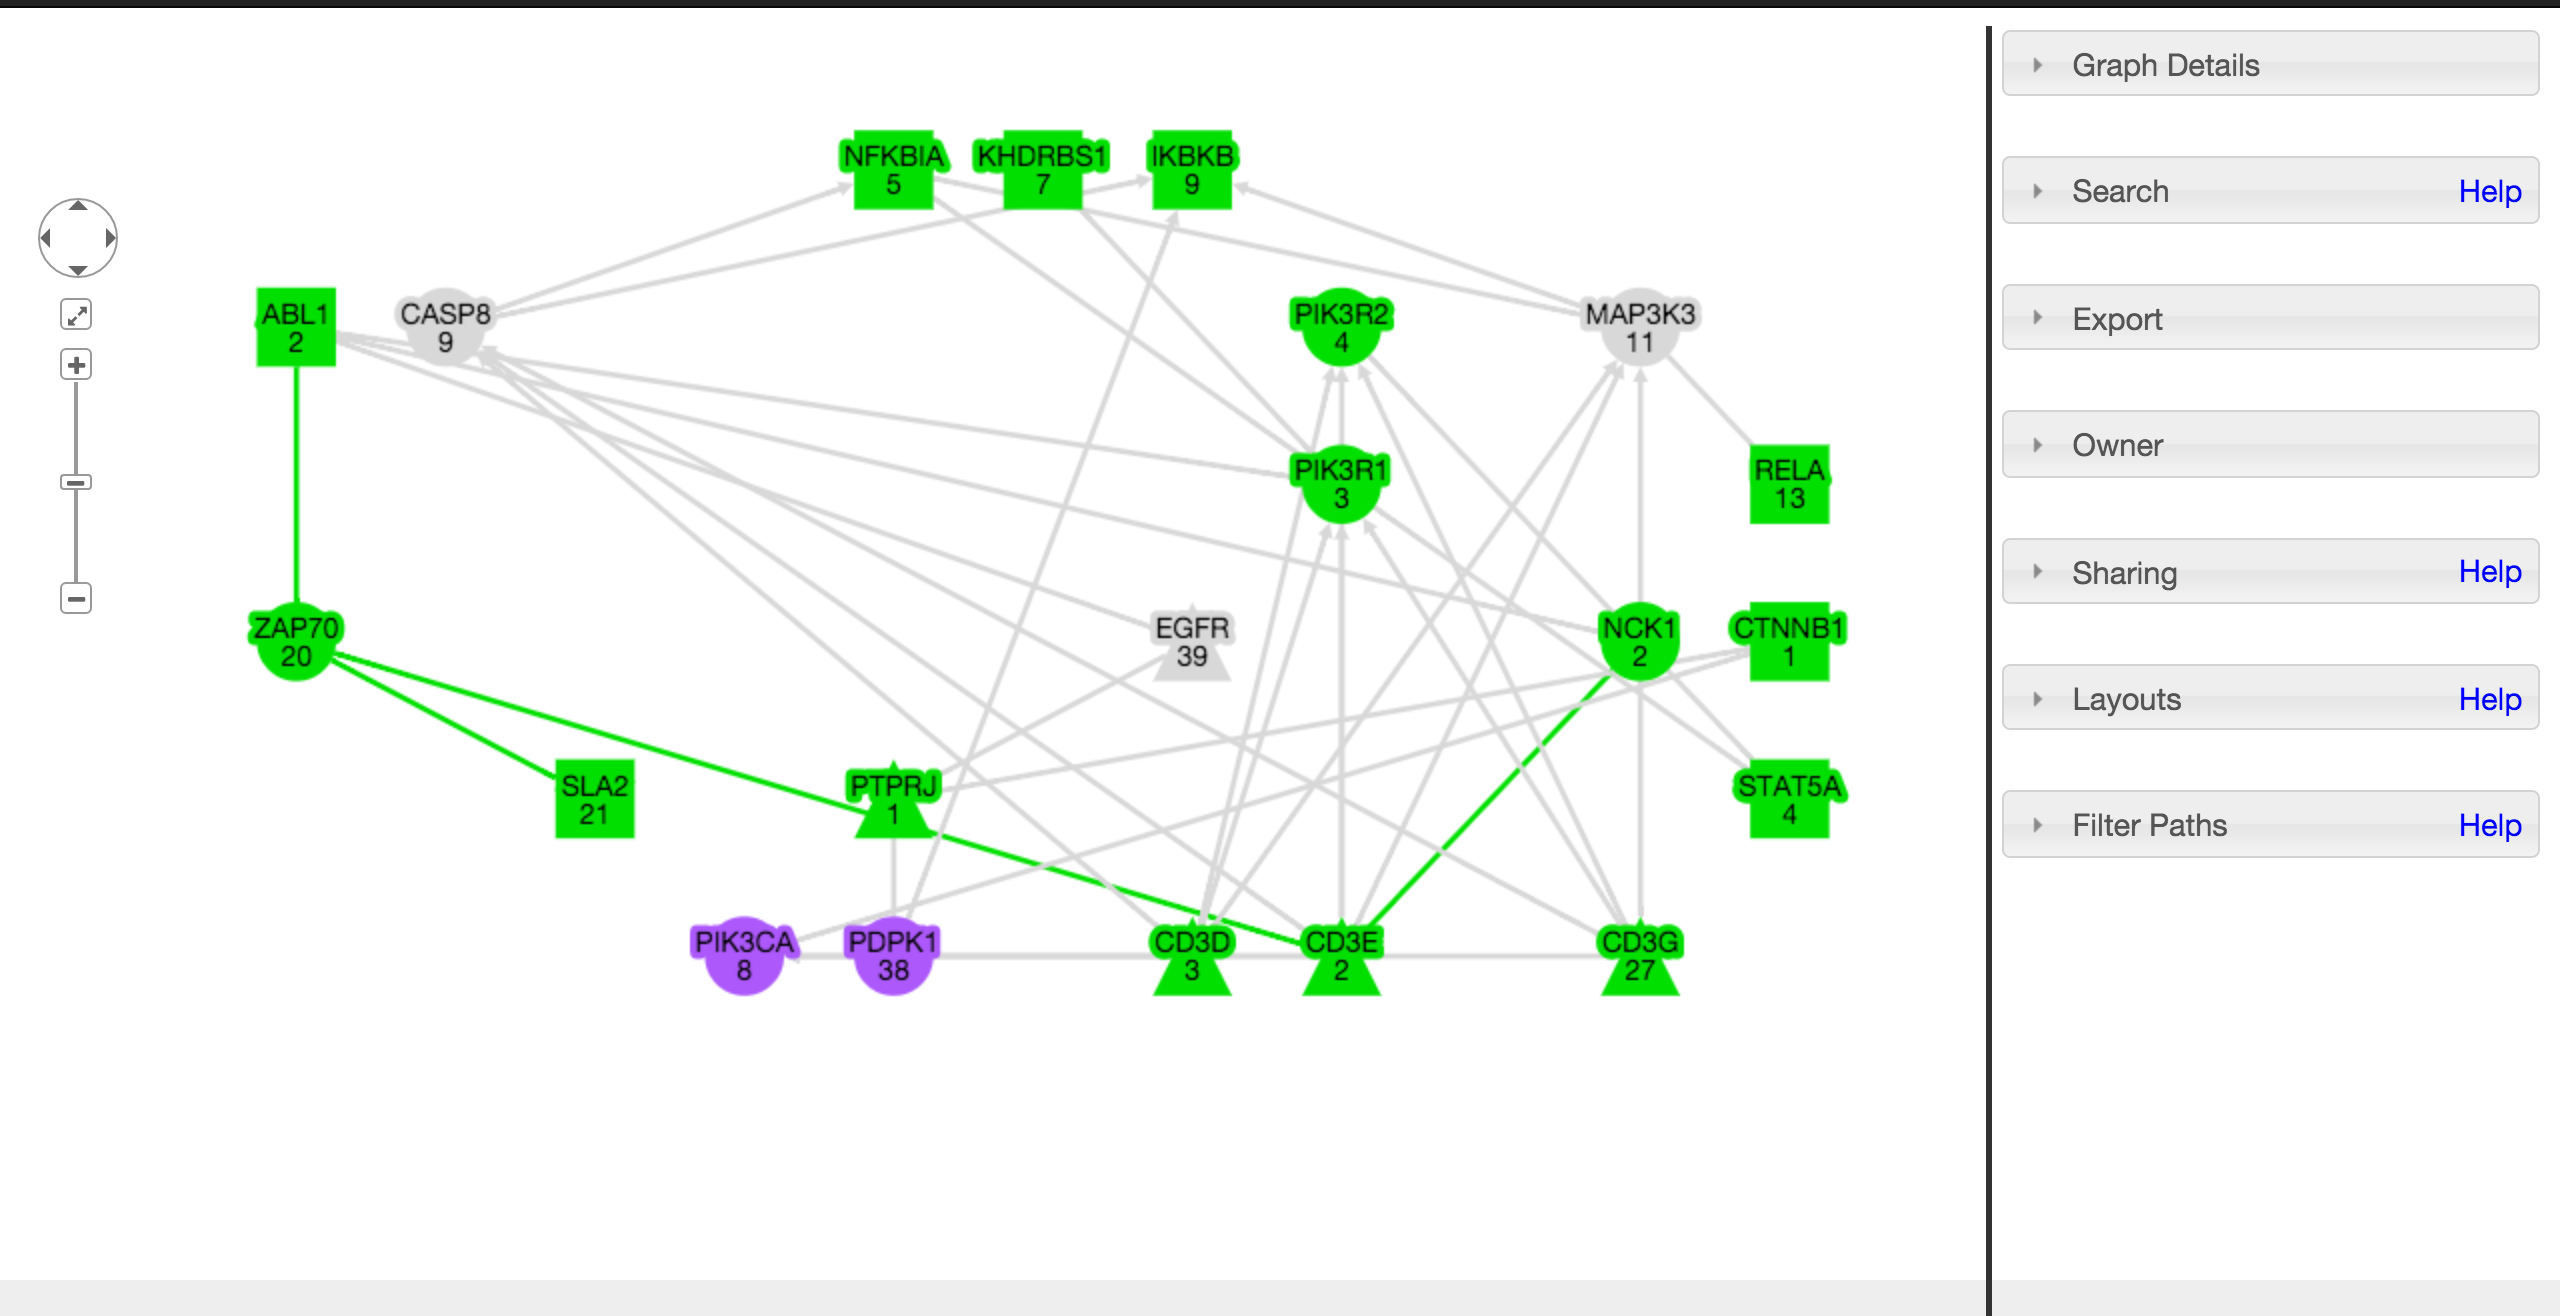 NFKBIA
5
KHDRBS1
7
IKBKB
9
ABL1
2
CASP8
9
PIK3R2
4
MAP3K3
11
PIK3R1
3
RELA
13
ZAP70
20
EGFR
39
NCK1
2
CTNNB1
1
SLA2
21
PTPRJ
1
STAT5A
4
PIK3CA
8
PDPK1
38
CD3D
3
CD3E
2
CD3G
27
Graph Details
Search Help
Export
Owner
Sharing Help
Layouts Help
Filter Paths Help